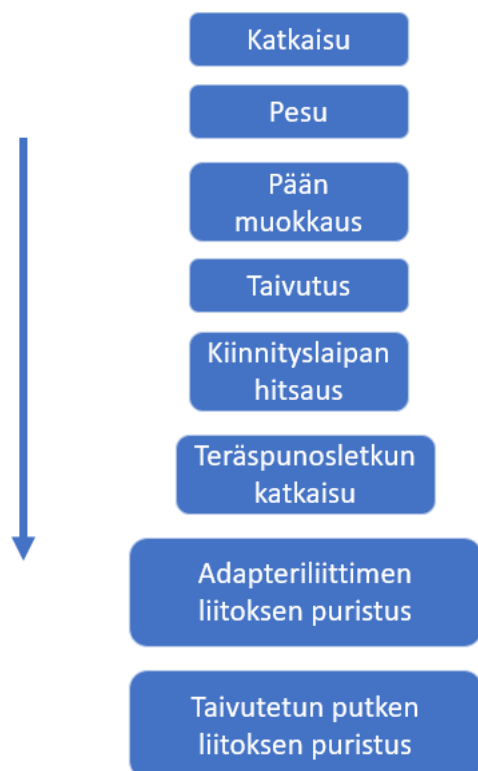 Katkaisu
Pesu
Pään
muokkaus
Taivutus
Kiinnityslaipan
hitsaus
Teräspunosletkun
katkaisu
Adapteriliittimen
liitoksen puristus
Taivutetun putken
liitoksen puristus